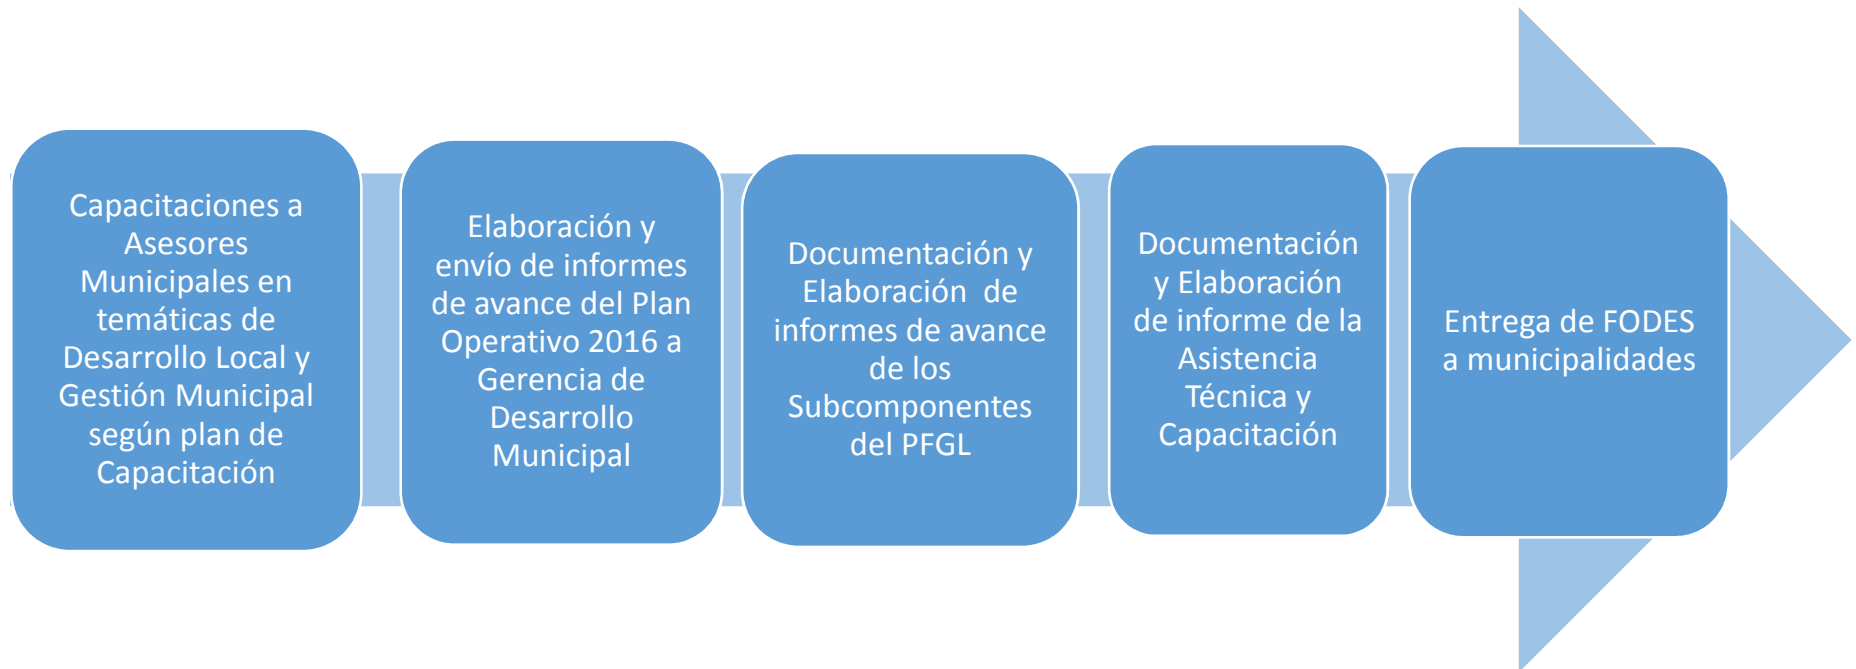 Capacitaciones a
Asesores
Municipales en
temáticas de
Desarrollo Local y
Gestión Municipal
según plan de
Capacitación
Elaboración y
envío de informes
de avance del Plan
Operativo 2016 a
Gerencia de
Desarrollo
Municipal
Documentación y
Elaboración de
informes de avance
de los
Subcomponentes
del PFGL
Documentación
y Elaboración
de informe de la
Asistencia
Técnica y
Capacitación
Entrega de FODES
a municipalidades